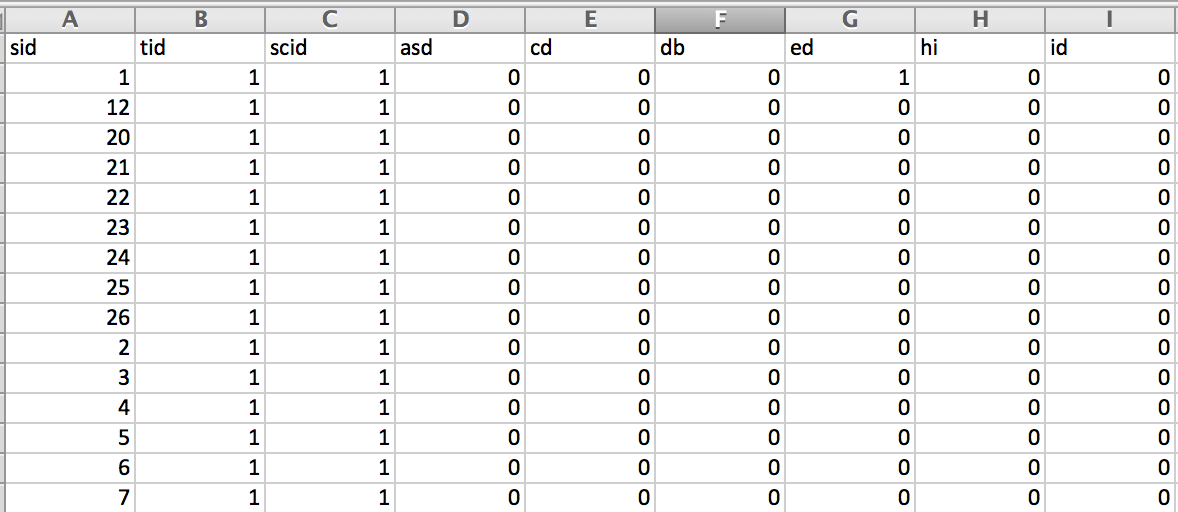 A B C D E F G H I
sid tid scid asd cd db ed hi id
1 1 1 0 0 0 1 0 0
12 1 1 0 0 0 0 0 0
20 1 1 0 0 0 0 0 0
21 1 1 0 0 0 0 0 0
22 1 1 0 0 0 0 0 0
23 1 1 0 0 0 0 0 0
24 1 1 0 0 0 0 0 0
25 1 1 0 0 0 0 0 0
26 1 1 0 0 0 0 0 0
2 1 1 0 0 0 0 0 0
3 1 1 0 0 0 0 0 0
4 1 1 0 0 0 0 0 0
5 1 1 0 0 0 0 0 0
6 1 1 0 0 0 0 0 0
7 1 1 0 0 0 0 0 0